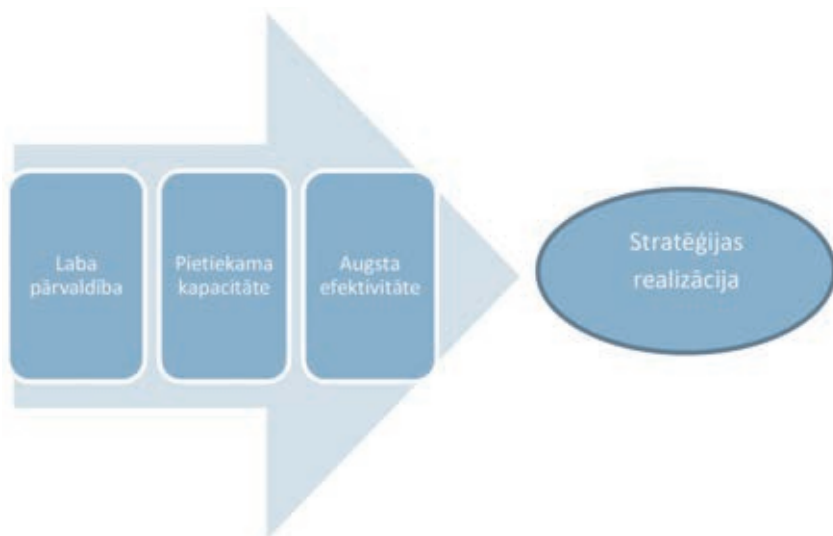 Laba
pārvaldība
Pietiekama
kapacitāte
Augsta
efektivitāte
Stratēģijas
realizācija